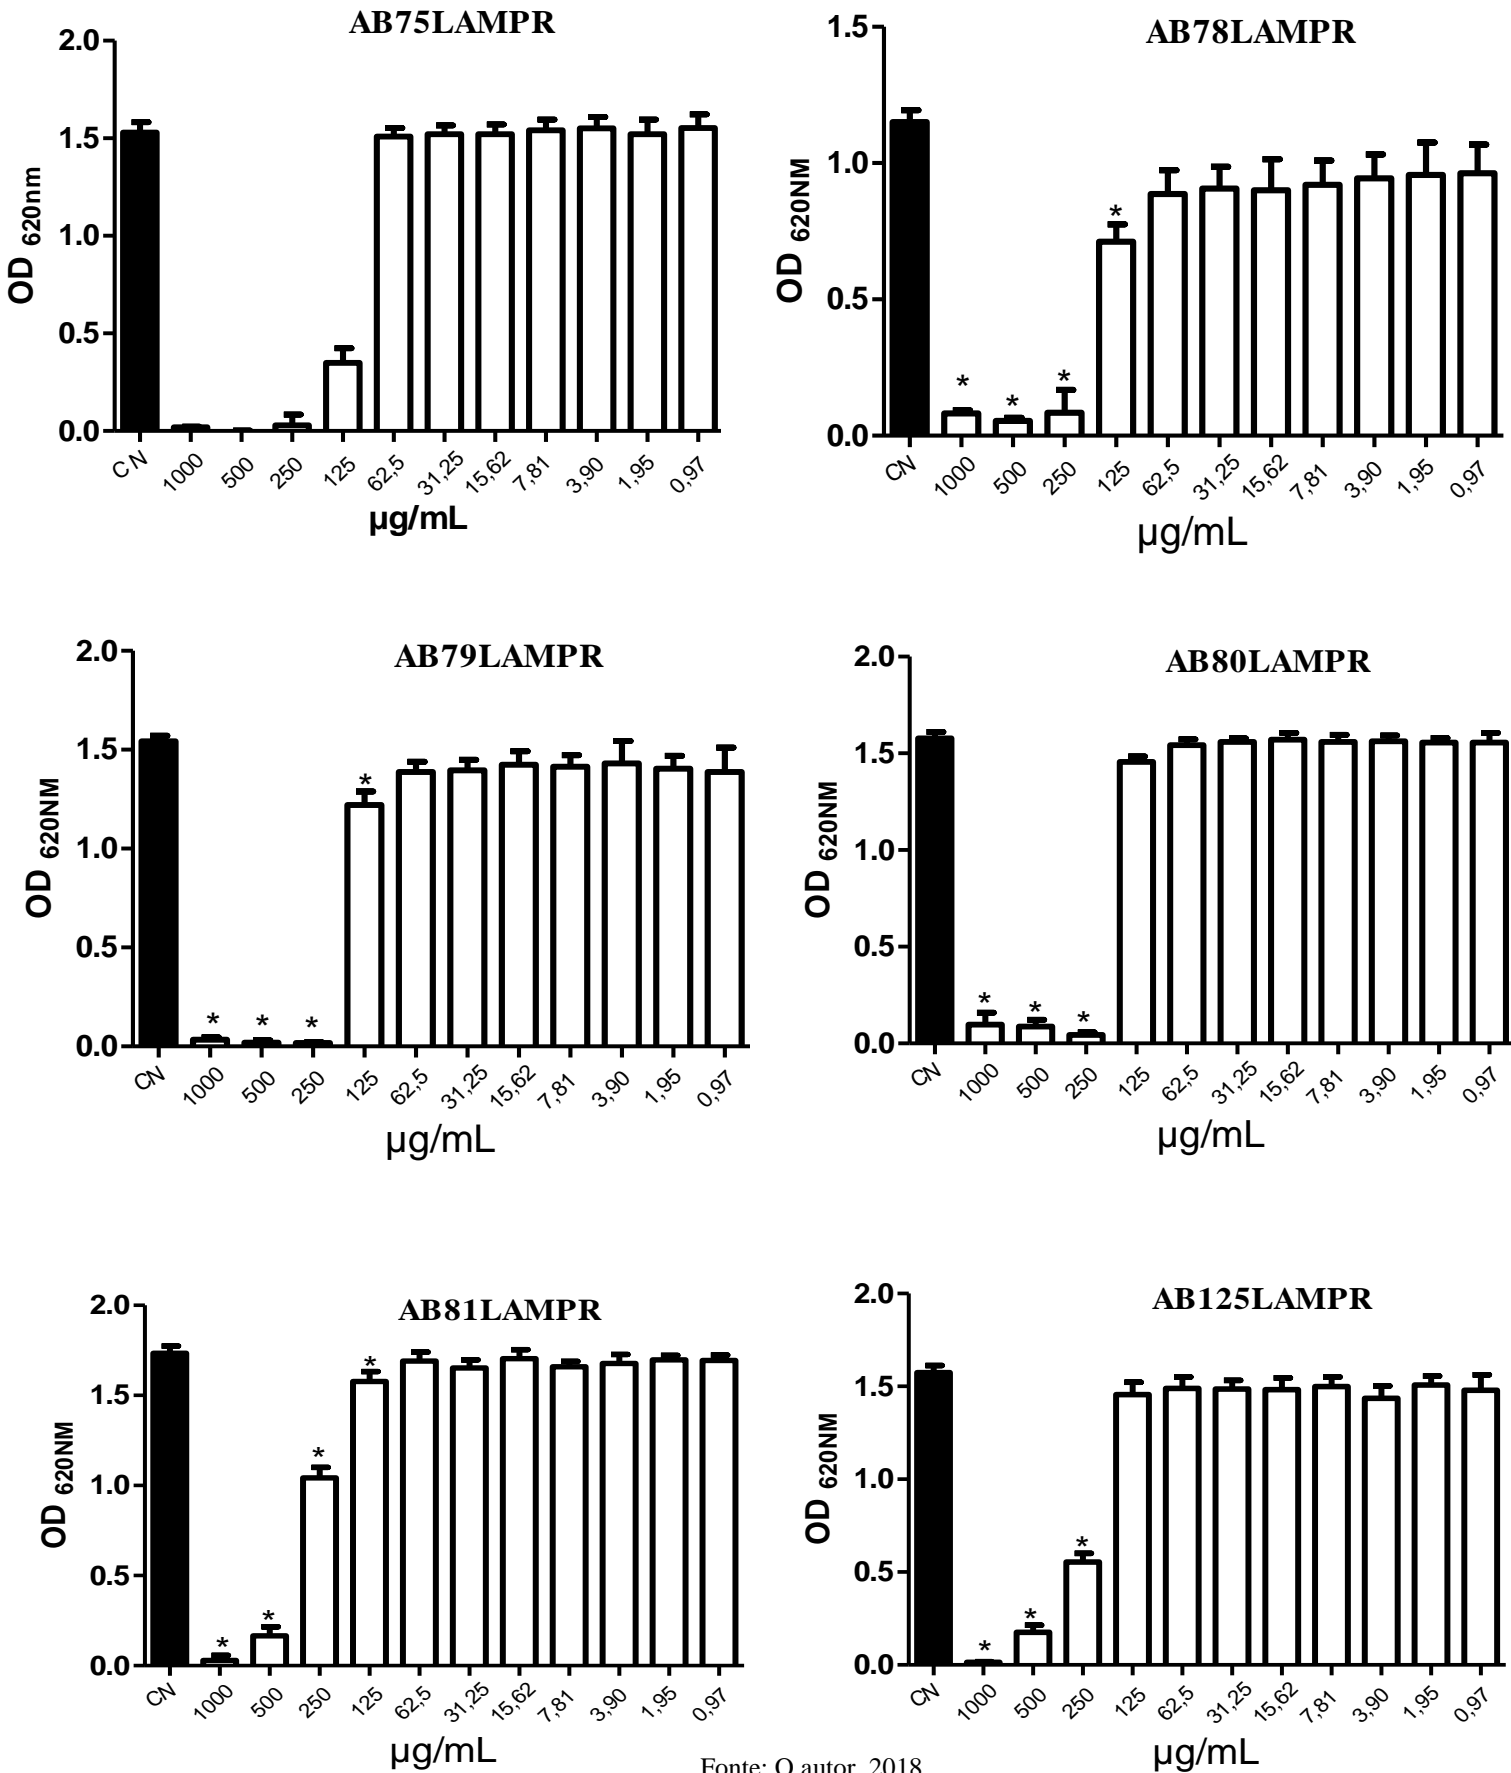 AB75LAMPR
2.0
1.5
1.0
0.5
0.0
OD 620nm
C N 1000 500 250 125 62,5 31,25 15,62 7,81 3,90 1,95 0,97
µg/mL
AB78LAMPR
1.5
1.0
0.5
0.0
OD 620NM
CN 1000 500 250 125 62,5 31,25 15,62 7,81 3,90 1,95 0,97
µg/mL
* * * *
AB79LAMPR
2.0
1.5
1.0
0.5
0.0
OD 620NM
CN 1000 500 250 125 62,5 31,25 15,62 7,81 3,90 1,95 0,97
µg/mL
* * * *
AB80LAMPR
2.0
1.5
1.0
0.5
0.0
OD 620NM
CN 1000 500 250 125 62,5 31,25 15,62 7,81 3,90 1,95 0,97
µg/mL
* * *
AB81LAMPR
2.0
1.5
1.0
0.5
0.0
OD 620NM
CN 1000 500 250 125 62,5 31,25 15,62 7,81 3,90 1,95 0,97
µg/mL
* * * *
AB125LAMPR
2.0
1.5
1.0
0.5
0.0
OD 620NM
CN 1000 500 250 125 62,5 31,25 15,62 7,81 3,90 1,95 0,97
µg/mL
* * *
Fonte: O autor, 2018